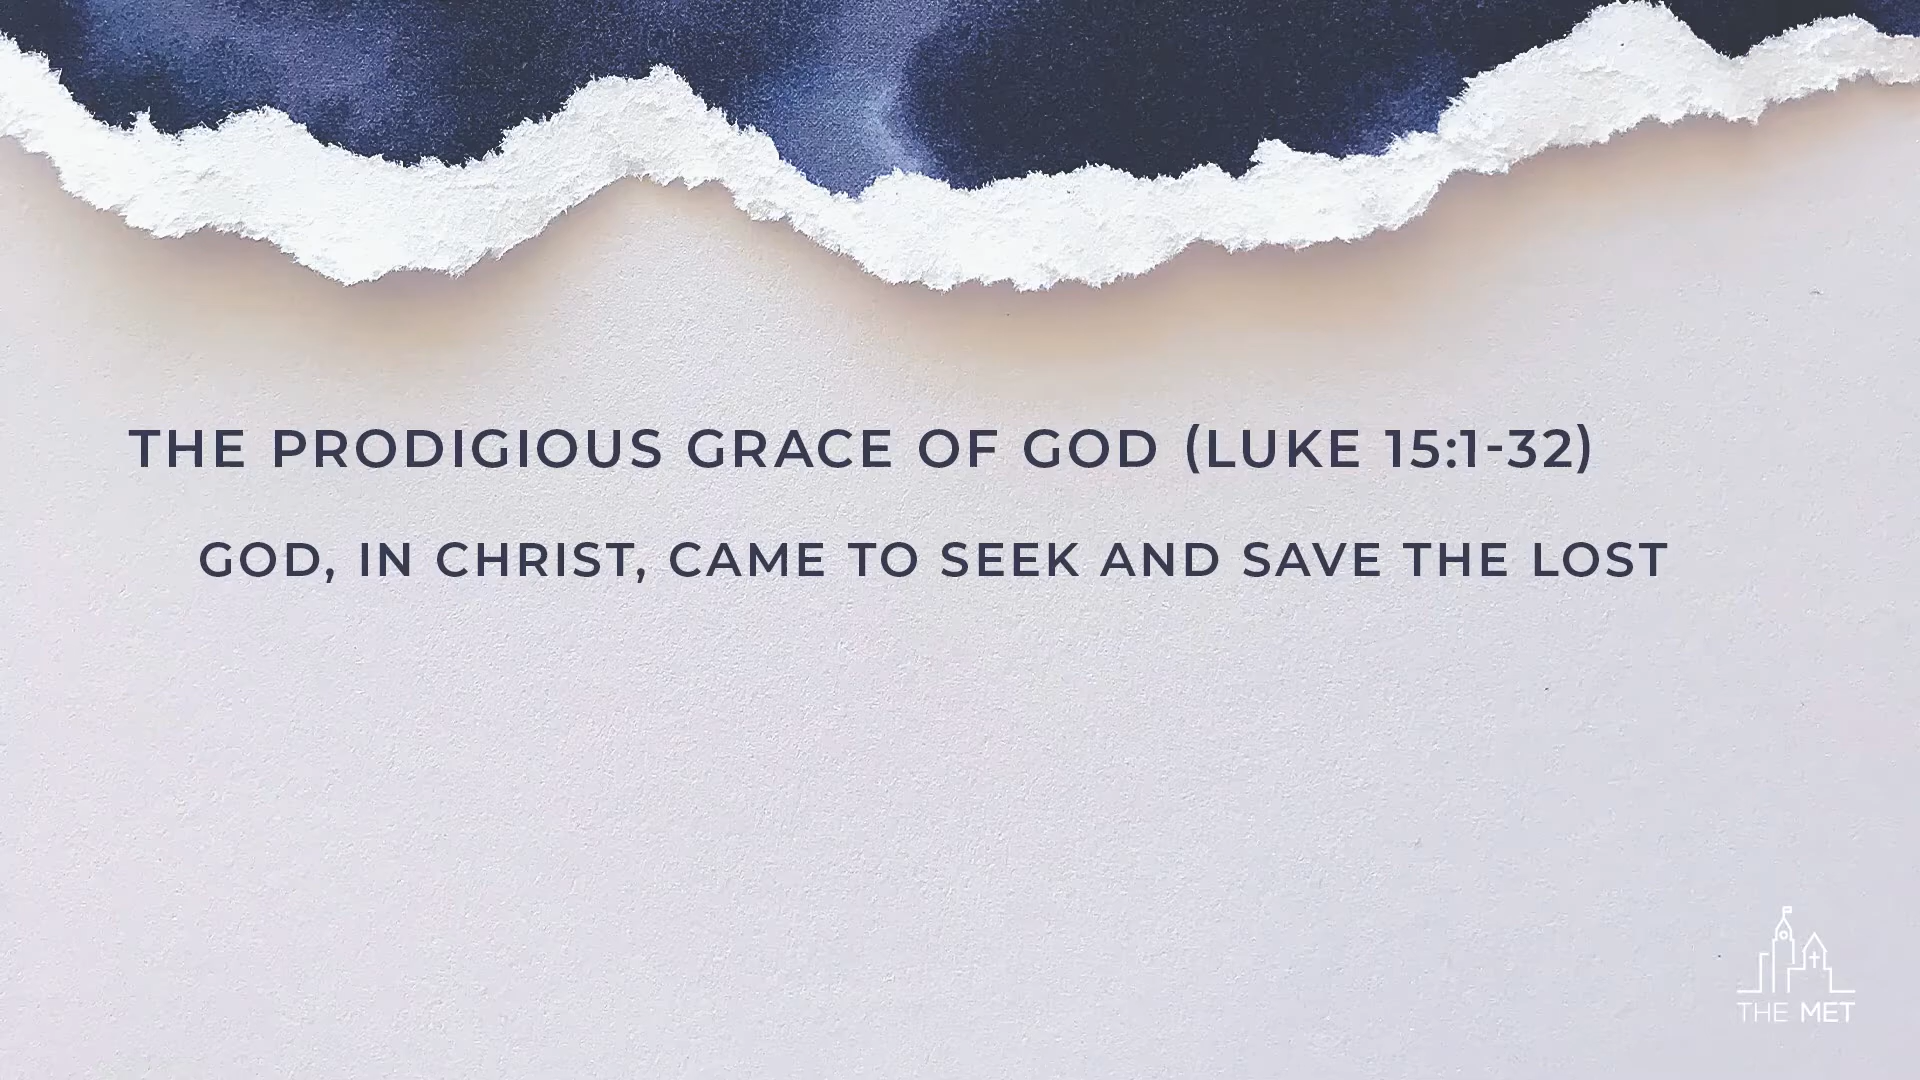 THE PRODIGIOUS GRACE OF GOD (LUKE 15:1-32)
GOD, IN CHRIST, CAME TO SEEK AND SAVE THE LOST
THE MET